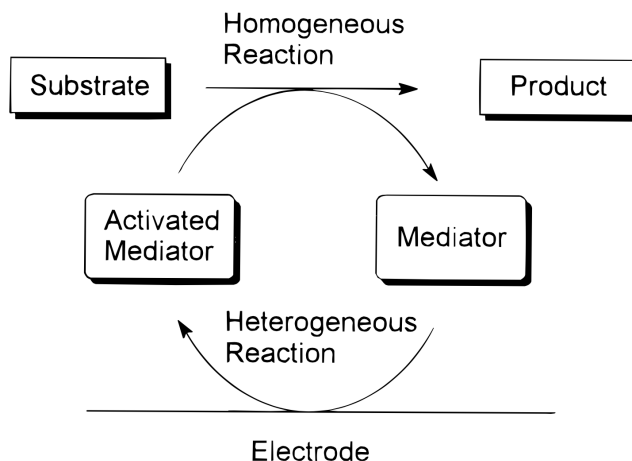 Homogeneous
Reaction
Substrate
Product
Activated
Mediator
Mediator
Heterogeneous
Reaction
Electrode